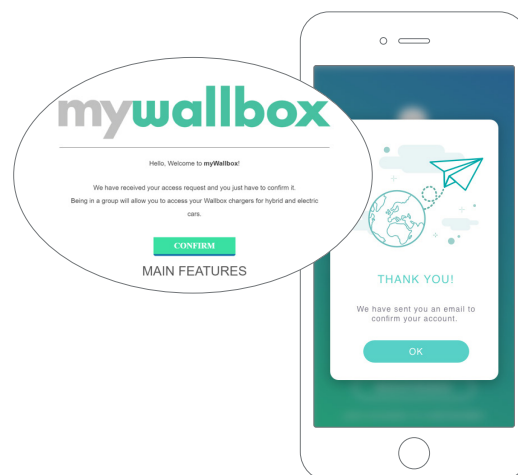 mywallbox
Hello, Welcome to myWallbox!
We have received your access request and you just have to confirm it.
Being in a group will allow you to access your Wallbox chargers for hybrid and electric
cars.
CONFIRM
MAIN FEATURES
THANK YOU!
We have sent you an email to
confirm your account.
OK